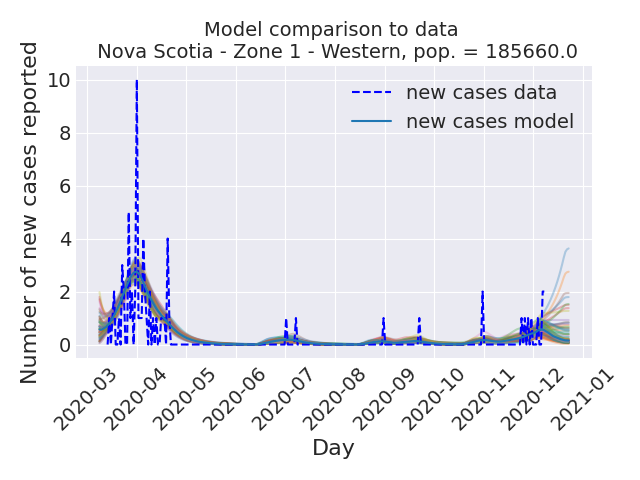 Model comparison to data
Nova Scotia - Zone 1 - Western, pop. = 185660.0
Number of new cases reported
10
8
6
4
2
0
new cases data
new cases model
2020-03
2020-04
2020-05
2020-06
2020-07
2020-08
2020-09
2020-10
2020-11
2020-12
2021-01
Day